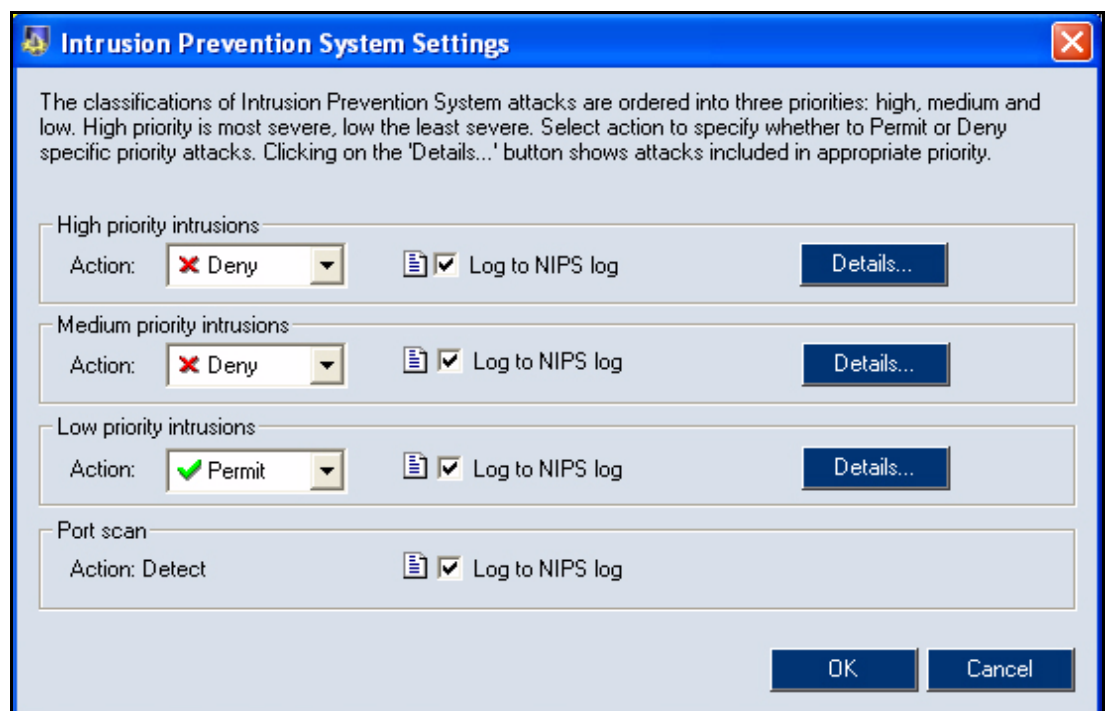 Intrusion Prevention System Settings
The classifications of Intrusion Prevention System attacks are ordered into three priorities: high, medium and
low. High priority is most severe, low the least severe. Select action to specify whether to Permit or Deny
specific priority attacks. Clicking on the 'Details...' button shows attacks included in appropriate priority.
High priority intrusions
Action: Deny Log to NIPS log Details...
Medium priority intrusions
Action: Deny Log to NIPS log Details...
Low priority intrusions
Action: Permit Log to NIPS log Details...
Port scan
Action: Detect Log to NIPS log
OK Cancel